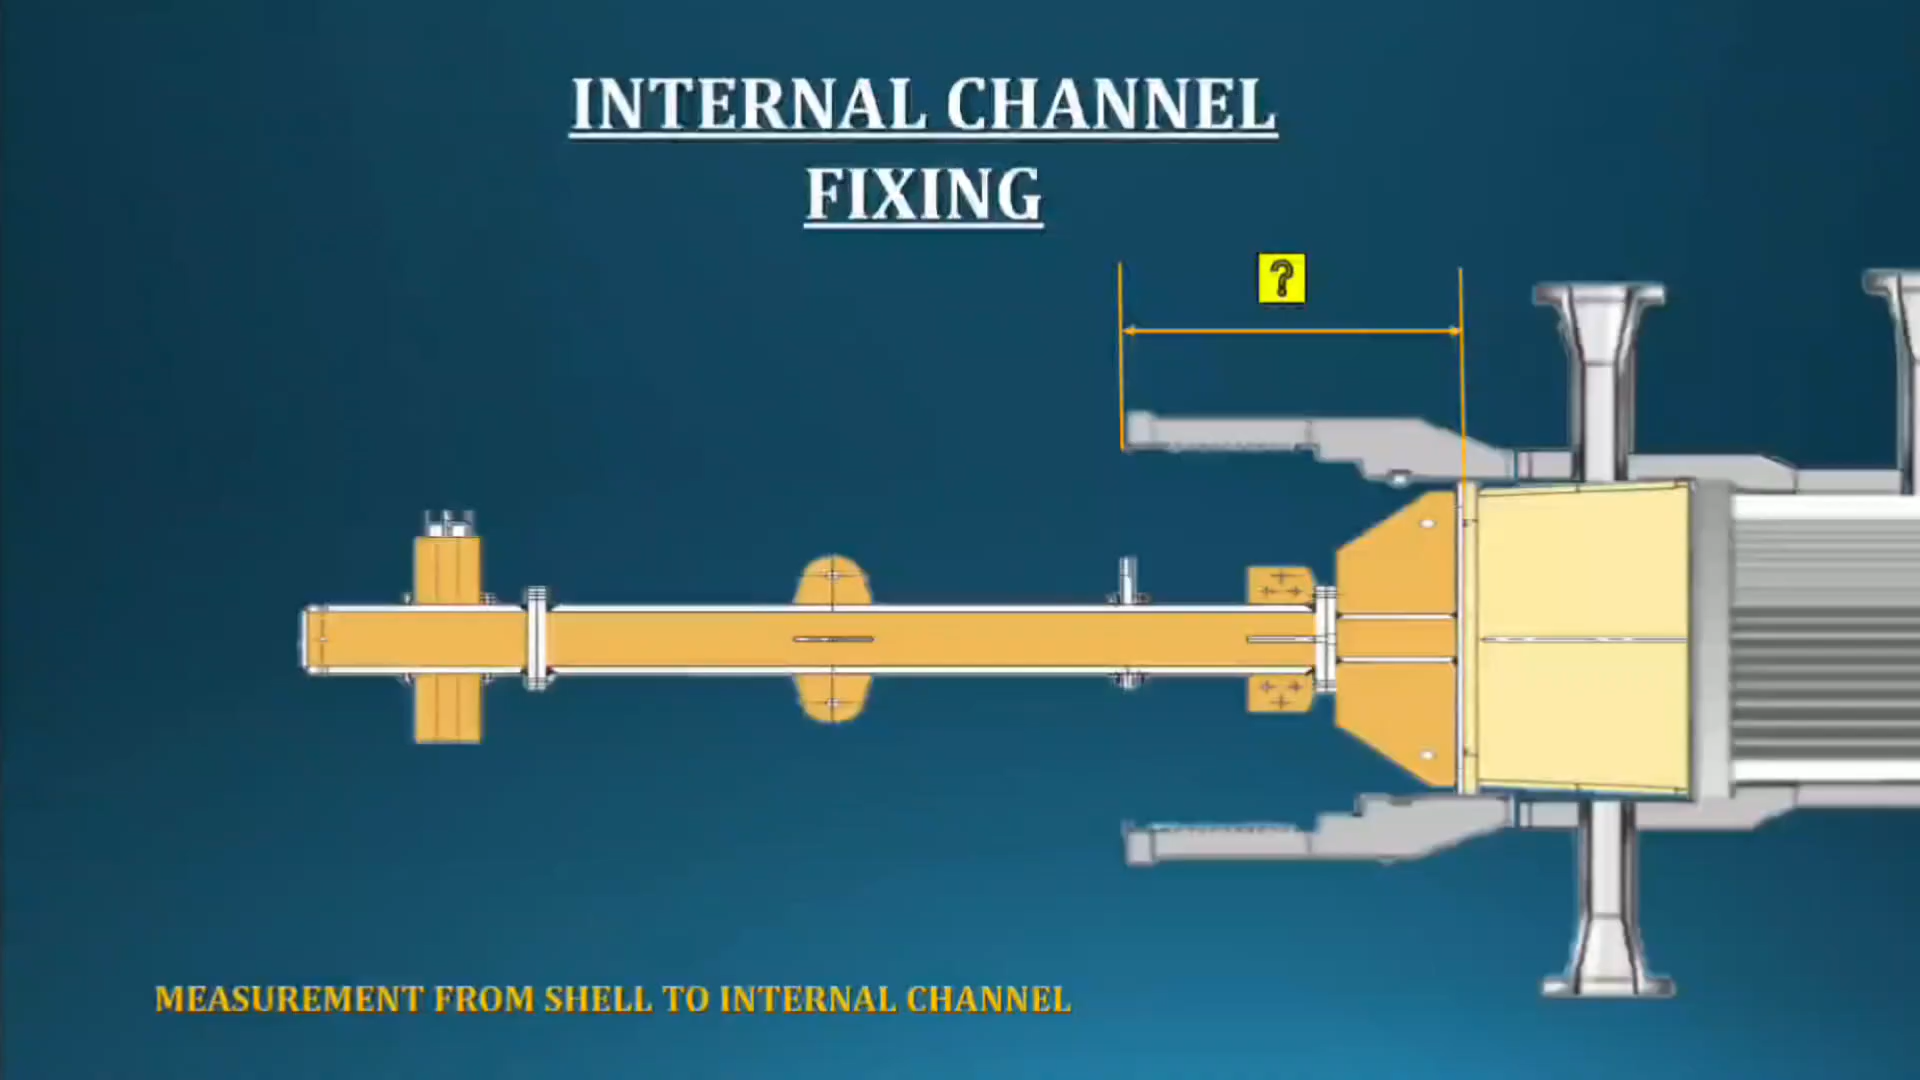 INTERNAL CHANNEL
FIXING
?
MEASUREMENT FROM SHELL TO INTERNAL CHANNEL